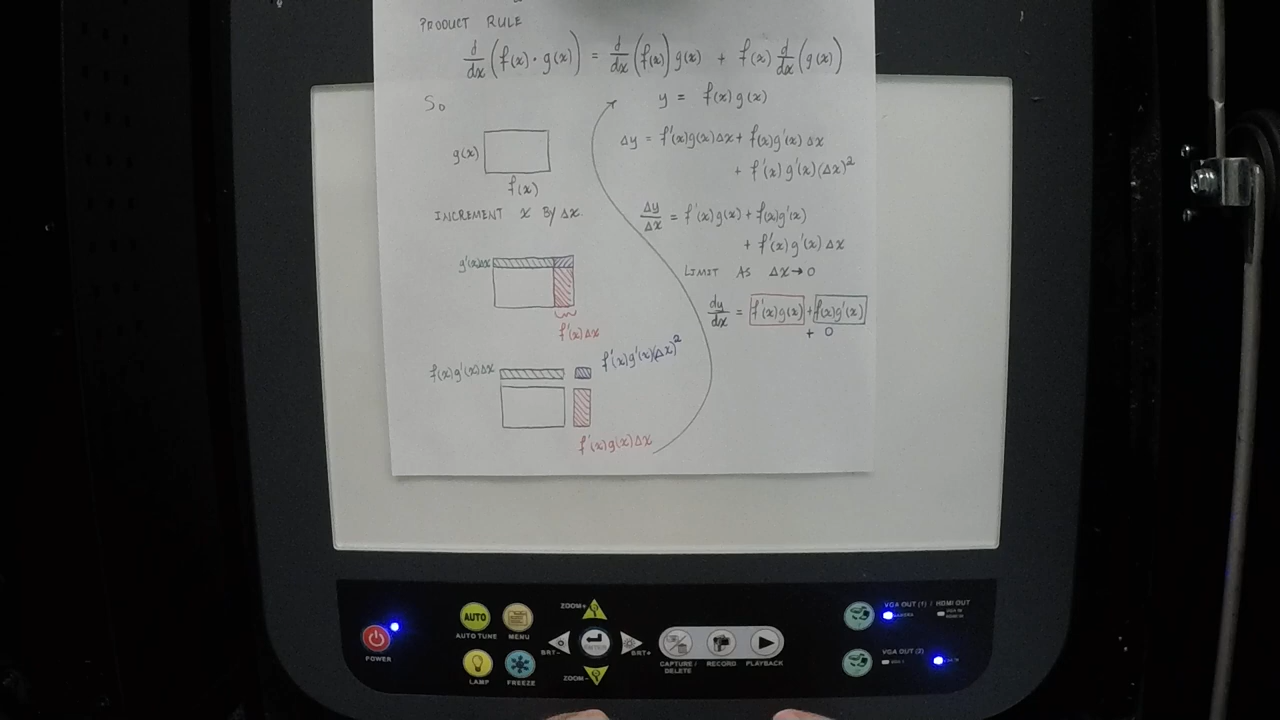 PRODUCT RULE
d/dx (f(x) · g(x)) = d/dx (f(x)) g(x) + f(x) d/dx (g(x))
So
g(x)
f(x)
INCREMENT x BY Δx.
g'(x)Δx
f'(x)Δx
f(x)g'(x)Δx
f'(x)g'(x)(Δx)²
f'(x)g(x)Δx
y = f(x)g(x)
Δy = f'(x)g(x)Δx + f(x)g'(x)Δx
+ f'(x)g'(x)(Δx)²
Δy/Δx = f'(x)g(x) + f(x)g'(x)
+ f'(x)g'(x)Δx
LIMIT AS Δx→0
dy/dx = f'(x)g(x) + f(x)g'(x)
+ 0
POWER
AUTO
AUTO TUNE
MENU
LAMP
FREEZE
ZOOM+
BRT-
BRT+
ZOOM-
CAPTURE / DELETE
RECORD
PLAYBACK
VGA OUT (1) / HDMI OUT
VGA OUT (2)